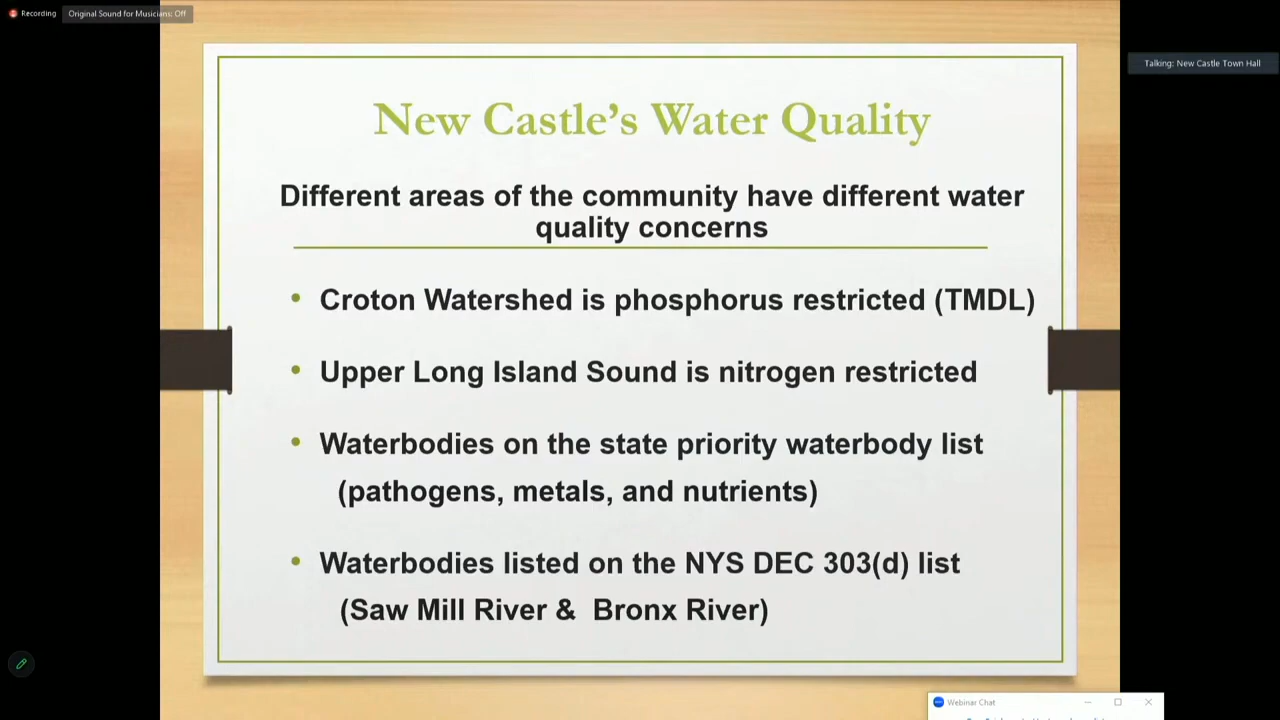 Recording
Original Sound for Musicians: Off
Talking: New Castle Town Hall
New Castle’s Water Quality
Different areas of the community have different water
quality concerns
• Croton Watershed is phosphorus restricted (TMDL)
• Upper Long Island Sound is nitrogen restricted
• Waterbodies on the state priority waterbody list
(pathogens, metals, and nutrients)
• Waterbodies listed on the NYS DEC 303(d) list
(Saw Mill River & Bronx River)
Webinar Chat